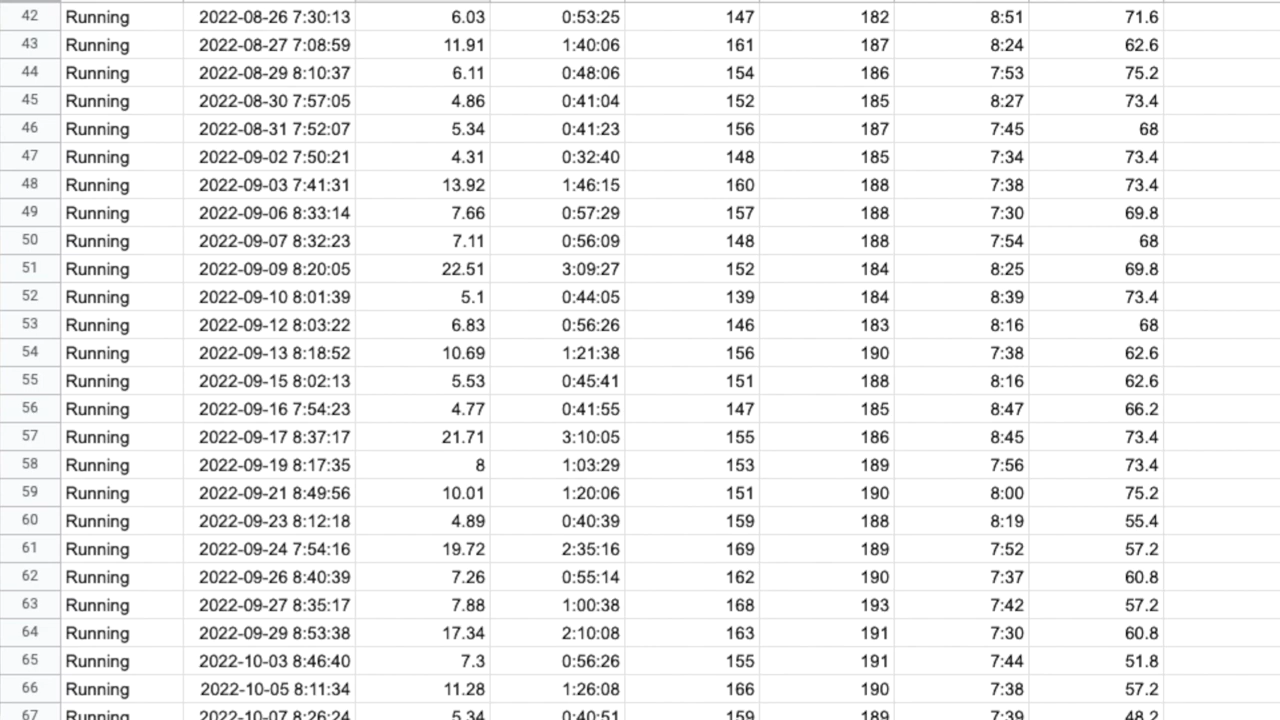 42 Running 2022-08-26 7:30:13 6.03 0:53:25 147 182 8:51 71.6
43 Running 2022-08-27 7:08:59 11.91 1:40:06 161 187 8:24 62.6
44 Running 2022-08-29 8:10:37 6.11 0:48:06 154 186 7:53 75.2
45 Running 2022-08-30 7:57:05 4.86 0:41:04 152 185 8:27 73.4
46 Running 2022-08-31 7:52:07 5.34 0:41:23 156 187 7:45 68
47 Running 2022-09-02 7:50:21 4.31 0:32:40 148 185 7:34 73.4
48 Running 2022-09-03 7:41:31 13.92 1:46:15 160 188 7:38 73.4
49 Running 2022-09-06 8:33:14 7.66 0:57:29 157 188 7:30 69.8
50 Running 2022-09-07 8:32:23 7.11 0:56:09 148 188 7:54 68
51 Running 2022-09-09 8:20:05 22.51 3:09:27 152 184 8:25 69.8
52 Running 2022-09-10 8:01:39 5.1 0:44:05 139 184 8:39 73.4
53 Running 2022-09-12 8:03:22 6.83 0:56:26 146 183 8:16 68
54 Running 2022-09-13 8:18:52 10.69 1:21:38 156 190 7:38 62.6
55 Running 2022-09-15 8:02:13 5.53 0:45:41 151 188 8:16 62.6
56 Running 2022-09-16 7:54:23 4.77 0:41:55 147 185 8:47 66.2
57 Running 2022-09-17 8:37:17 21.71 3:10:05 155 186 8:45 73.4
58 Running 2022-09-19 8:17:35 8 1:03:29 153 189 7:56 73.4
59 Running 2022-09-21 8:49:56 10.01 1:20:06 151 190 8:00 75.2
60 Running 2022-09-23 8:12:18 4.89 0:40:39 159 188 8:19 55.4
61 Running 2022-09-24 7:54:16 19.72 2:35:16 169 189 7:52 57.2
62 Running 2022-09-26 8:40:39 7.26 0:55:14 162 190 7:37 60.8
63 Running 2022-09-27 8:35:17 7.88 1:00:38 168 193 7:42 57.2
64 Running 2022-09-29 8:53:38 17.34 2:10:08 163 191 7:30 60.8
65 Running 2022-10-03 8:46:40 7.3 0:56:26 155 191 7:44 51.8
66 Running 2022-10-05 8:11:34 11.28 1:26:08 166 190 7:38 57.2
67 Running 2022-10-07 8:26:24 5.34 0:40:51 159 189 7:39 48.2